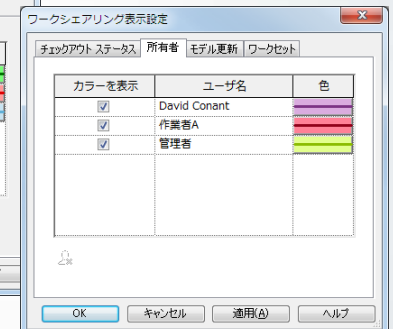 ワークシェアリング表示設定
チェックアウト ステータス 所有者 モデル更新 ワークセット
カラーを表示 ユーザ名 色
David Conant
作業者A
管理者
OK キャンセル 適用(A) ヘルプ